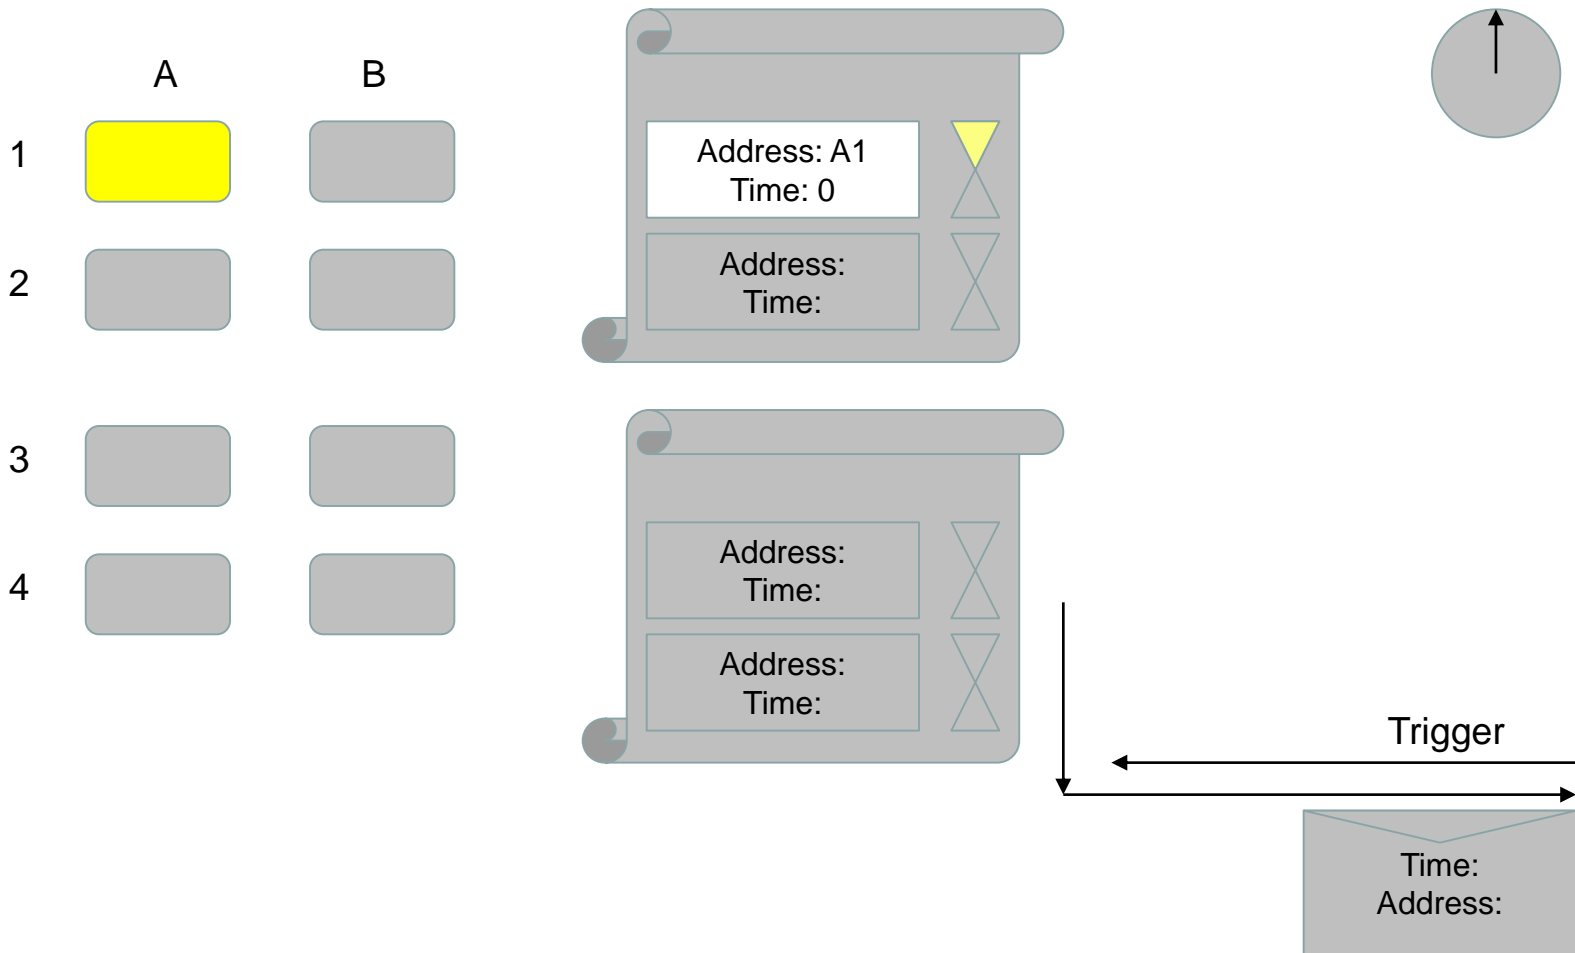 A B
1
Address: A1
Time: 0
2
Address:
Time:
3
Address:
Time:
4
Address:
Time:
Trigger
Time:
Address: